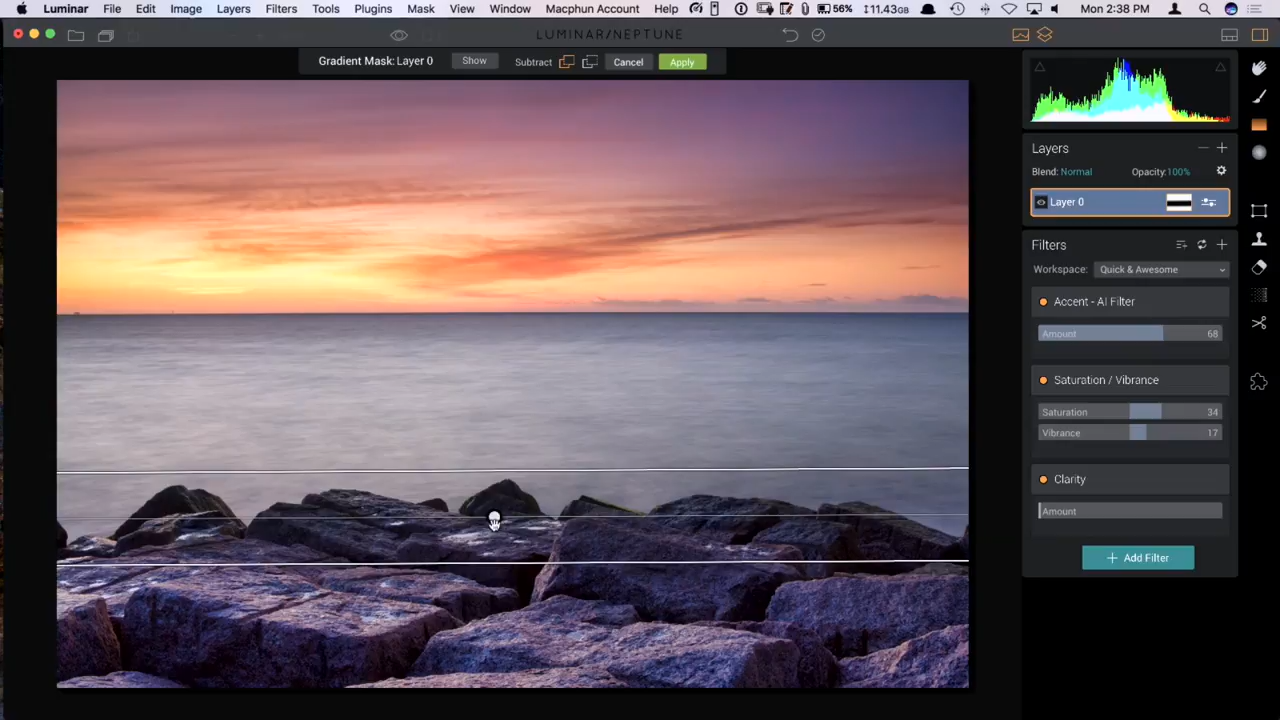 Luminar File Edit Image Layers Filters Tools Plugins Mask View Window Macphun Account Help 56% 11.43GB Mon 2:38 PM
LUMINAR/NEPTUNE
Gradient Mask: Layer 0 Show Subtract Cancel Apply
Layers
Blend: Normal Opacity: 100%
Layer 0
Filters
Workspace: Quick & Awesome
Accent - AI Filter
Amount 68
Saturation / Vibrance
Saturation 34
Vibrance 17
Clarity
Amount
+ Add Filter